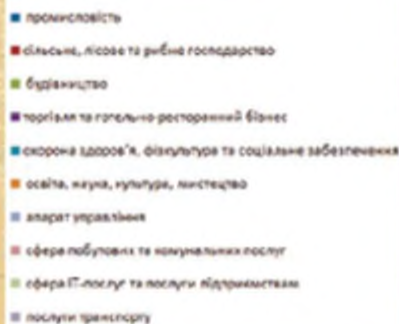 промисловість
сільське, лісове та рибне господарство
будівництво
торгівля та готельно-ресторанний бізнес
охорона здоров'я, фізкультура та соціальне забезпечення
освіта, наука, культура, мистецтво
апарат управління
сфера побутових та комунальних послуг
сфера ІТ-послуг та послуги підприємствам
послуги транспорту